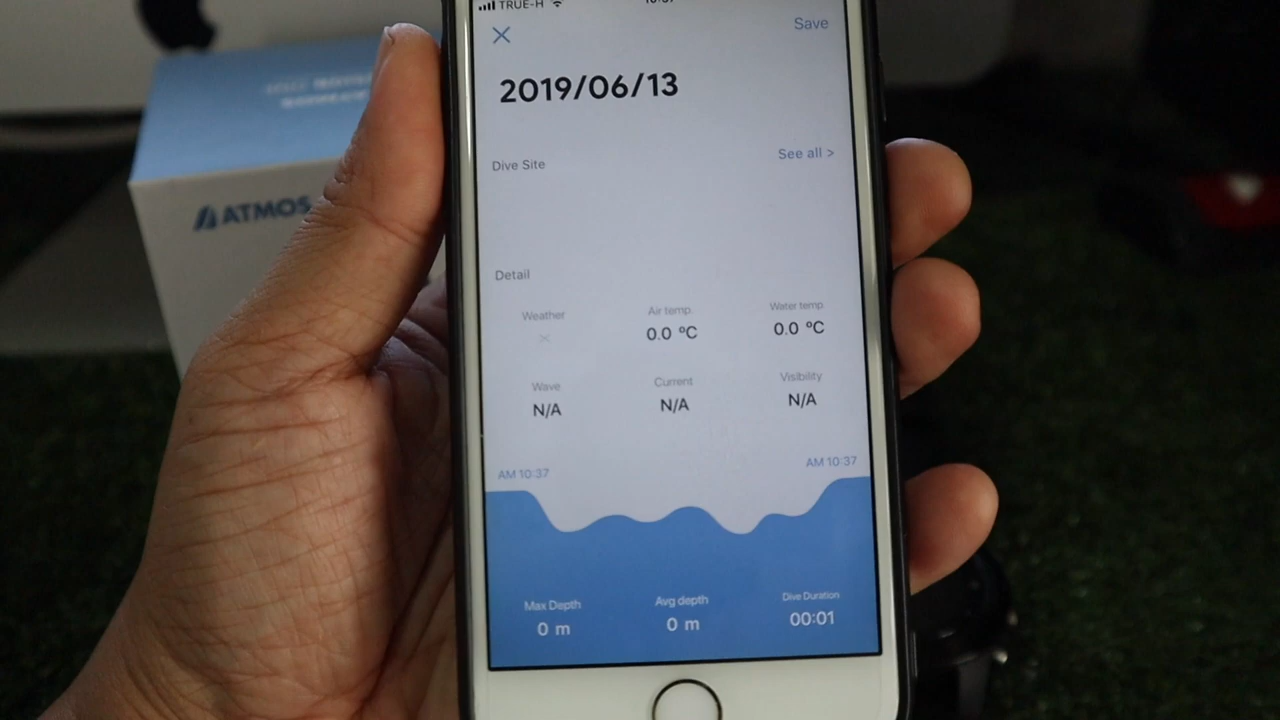 TRUE-H
Save
2019/06/13
Dive Site
See all >
Detail
Weather
Air temp.
Water temp
0.0 ºC
0.0 ºC
Wave
Current
Visibility
N/A
N/A
N/A
AM 10:37
AM 10:37
Max Depth
Avg depth
Dive Duration
0 m
0 m
00:01
ATMOS